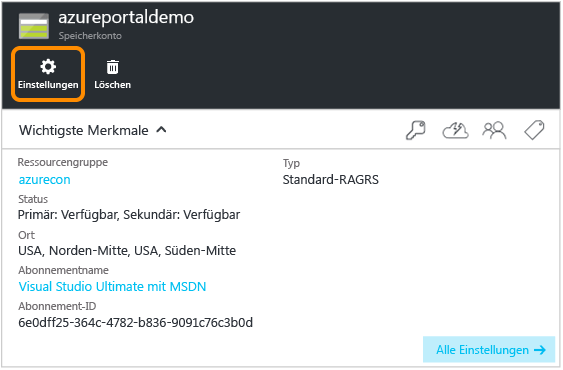 azureportaldemo
Speicherkonto
Einstellungen
Löschen
Wichtigste Merkmale
Ressourcengruppe
azurecon
Typ
Standard-RAGRS
Status
Primär: Verfügbar, Sekundär: Verfügbar
Ort
USA, Norden-Mitte, USA, Süden-Mitte
Abonnementname
Visual Studio Ultimate mit MSDN
Abonnement-ID
6e0dff25-364c-4782-b836-9091c76c3b0d
Alle Einstellungen →